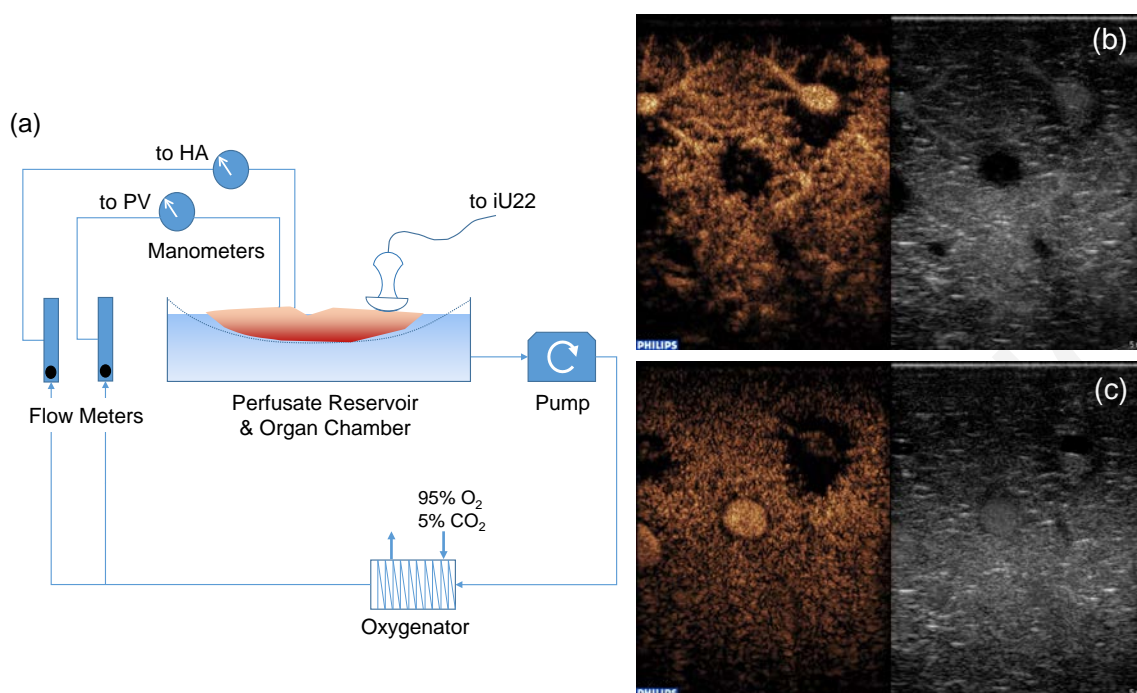 (a)
to HA
to PV
Manometers
to iU22
Flow Meters
Perfusate Reservoir
& Organ Chamber
Pump
95% O₂
5% CO₂
Oxygenator
(b)
PHILIPS
(c)
PHILIPS